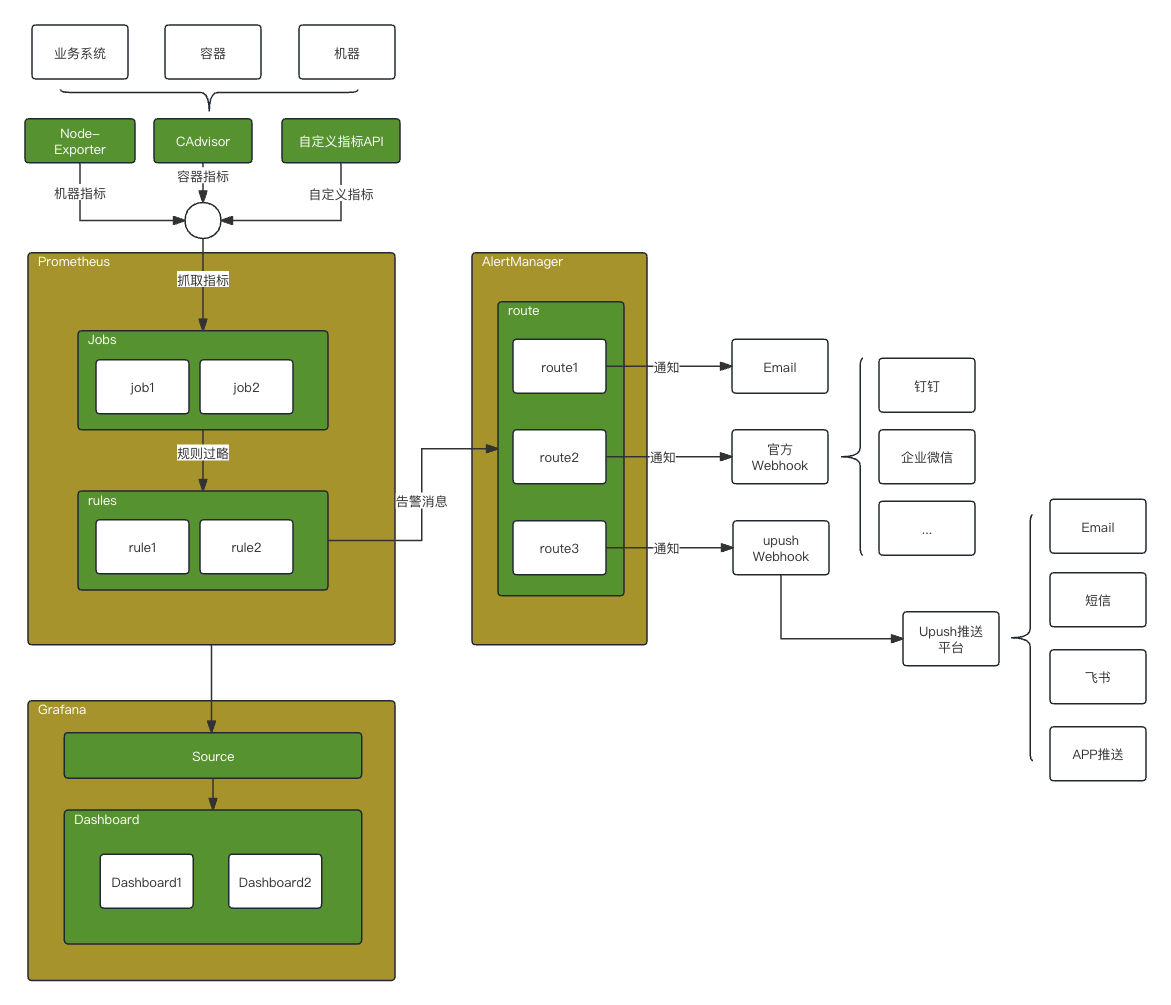 业务系统
容器
机器
Node-
Exporter
CAdvisor
自定义指标API
机器指标
容器指标
自定义指标
Prometheus
抓取指标
Jobs
job1
job2
规则过略
rules
rule1
rule2
告警消息
AlertManager
route
route1
route2
route3
通知
通知
通知
Email
官方
Webhook
upush
Webhook
钉钉
企业微信
...
Upush推送
平台
Email
短信
飞书
APP推送
Grafana
Source
Dashboard
Dashboard1
Dashboard2